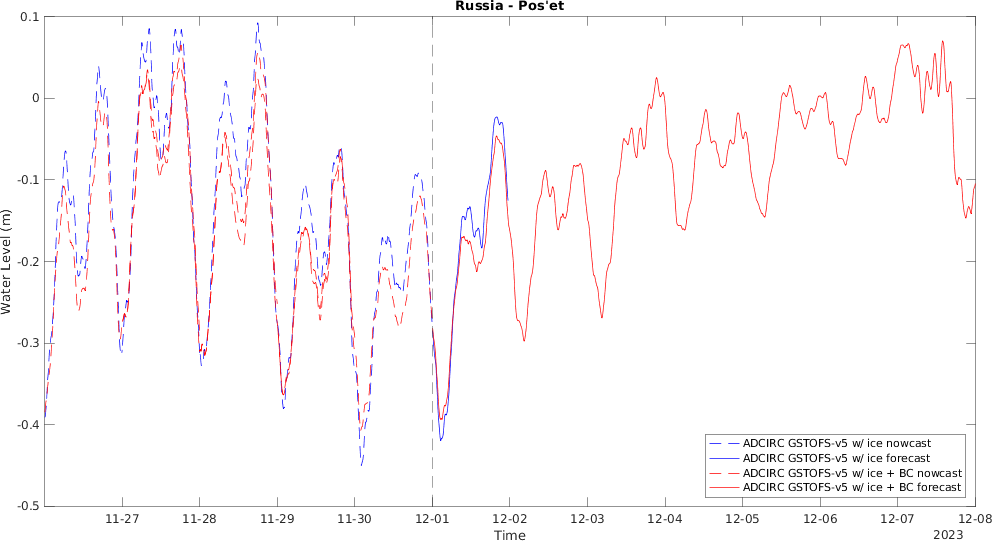 Russia - Pos'et
0.1
0
-0.1
-0.2
-0.3
-0.4
-0.5
Water Level (m)
ADCIRC GSTOFS-v5 w/ ice nowcast
ADCIRC GSTOFS-v5 w/ ice forecast
ADCIRC GSTOFS-v5 w/ ice + BC nowcast
ADCIRC GSTOFS-v5 w/ ice + BC forecast
11-27 11-28 11-29 11-30 12-01 12-02 12-03 12-04 12-05 12-06 12-07 12-08
Time
2023